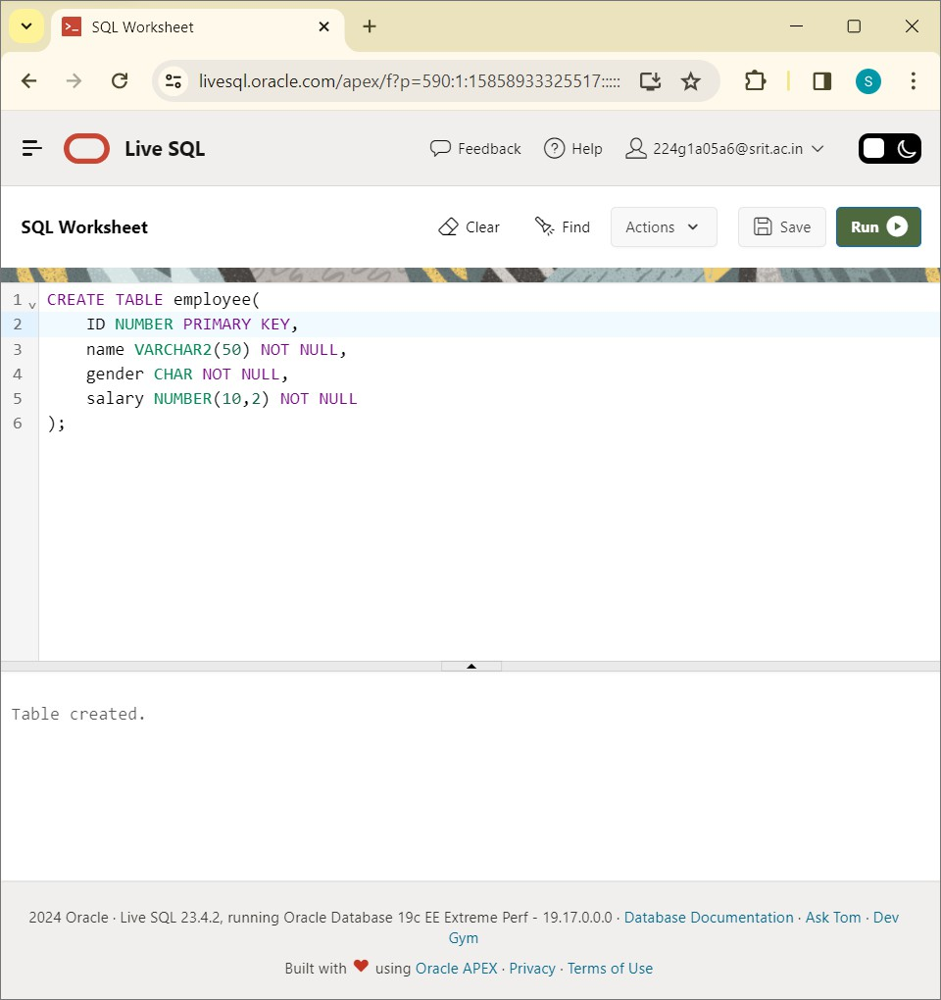 SQL Worksheet
livesql.oracle.com/apex/f?p=590:1:15858933325517:::::
S
Live SQL
Feedback
Help
224g1a05a6@srit.ac.in
SQL Worksheet
Clear
Find
Actions
Save
Run
1 CREATE TABLE employee(
2     ID NUMBER PRIMARY KEY,
3     name VARCHAR2(50) NOT NULL,
4     gender CHAR NOT NULL,
5     salary NUMBER(10,2) NOT NULL
6 );
Table created.
2024 Oracle · Live SQL 23.4.2, running Oracle Database 19c EE Extreme Perf - 19.17.0.0.0 · Database Documentation · Ask Tom · Dev
Gym
Built with ❤ using Oracle APEX · Privacy · Terms of Use